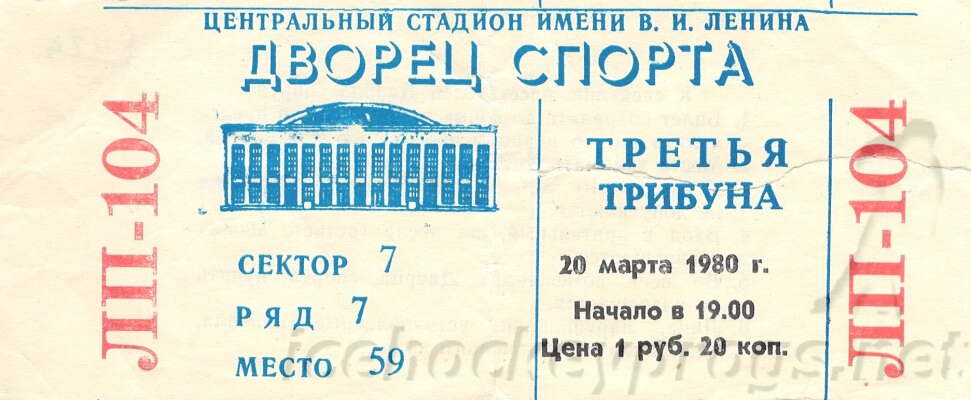 ЦЕНТРАЛЬНЫЙ СТАДИОН ИМЕНИ В. И. ЛЕНИНА
ДВОРЕЦ СПОРТА
ЛП-104
ТРЕТЬЯ
ТРИБУНА
СЕКТОР 7
РЯД 7
МЕСТО 59
20 марта 1980 г.
Начало в 19.00
Цена 1 руб. 20 коп.
ЛП-104
icehockeyprogs.net